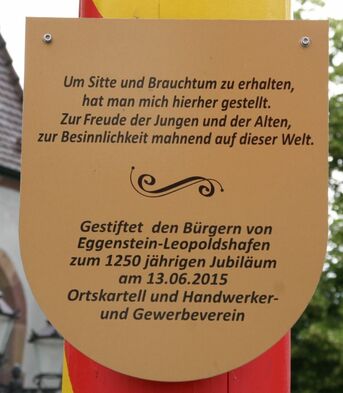 Um Sitte und Brauchtum zu erhalten,
hat man mich hierher gestellt.
Zur Freude der Jungen und der Alten,
zur Besinnlichkeit mahnend auf dieser Welt.
Gestiftet den Bürgern von
Eggenstein-Leopoldshafen
zum 1250 jährigen Jubiläum
am 13.06.2015
Ortskartell und Handwerker-
und Gewerbeverein